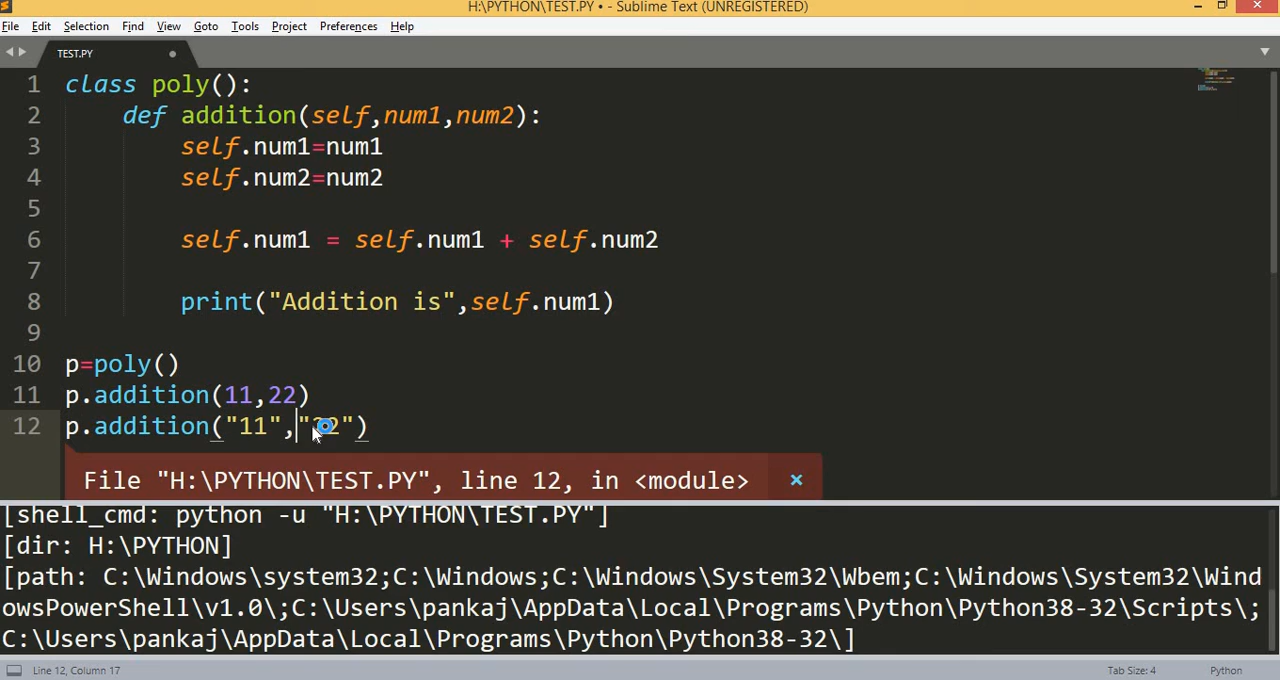 H:\PYTHON\TEST.PY • - Sublime Text (UNREGISTERED)
File Edit Selection Find View Goto Tools Project Preferences Help
TEST.PY
1 class poly():
2 def addition(self,num1,num2):
3 self.num1=num1
4 self.num2=num2
5
6 self.num1 = self.num1 + self.num2
7
8 print("Addition is",self.num1)
9
10 p=poly()
11 p.addition(11,22)
12 p.addition("11","22")
File "H:\PYTHON\TEST.PY", line 12, in <module> ×
[shell_cmd: python -u "H:\PYTHON\TEST.PY"]
[dir: H:\PYTHON]
[path: C:\Windows\system32;C:\Windows;C:\Windows\System32\Wbem;C:\Windows\System32\Wind
owsPowerShell\v1.0\;C:\Users\pankaj\AppData\Local\Programs\Python\Python38-32\Scripts\;
C:\Users\pankaj\AppData\Local\Programs\Python\Python38-32\]
Line 12, Column 17 Tab Size: 4 Python